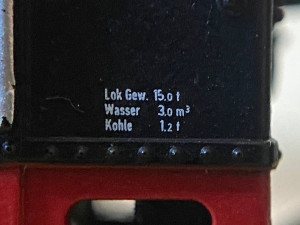 Lok Gew. 15.0 t
Wasser 3.0 m³
Kohle 1.2 t